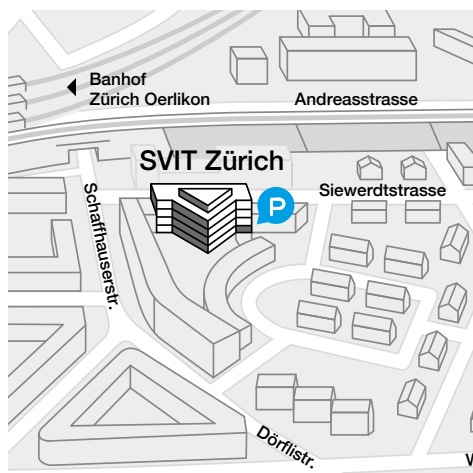 Banhof
Zürich Oerlikon
Andreasstrasse
SVIT Zürich
P
Siewerdtstrasse
Schaffhauserstr.
Dörflistr.